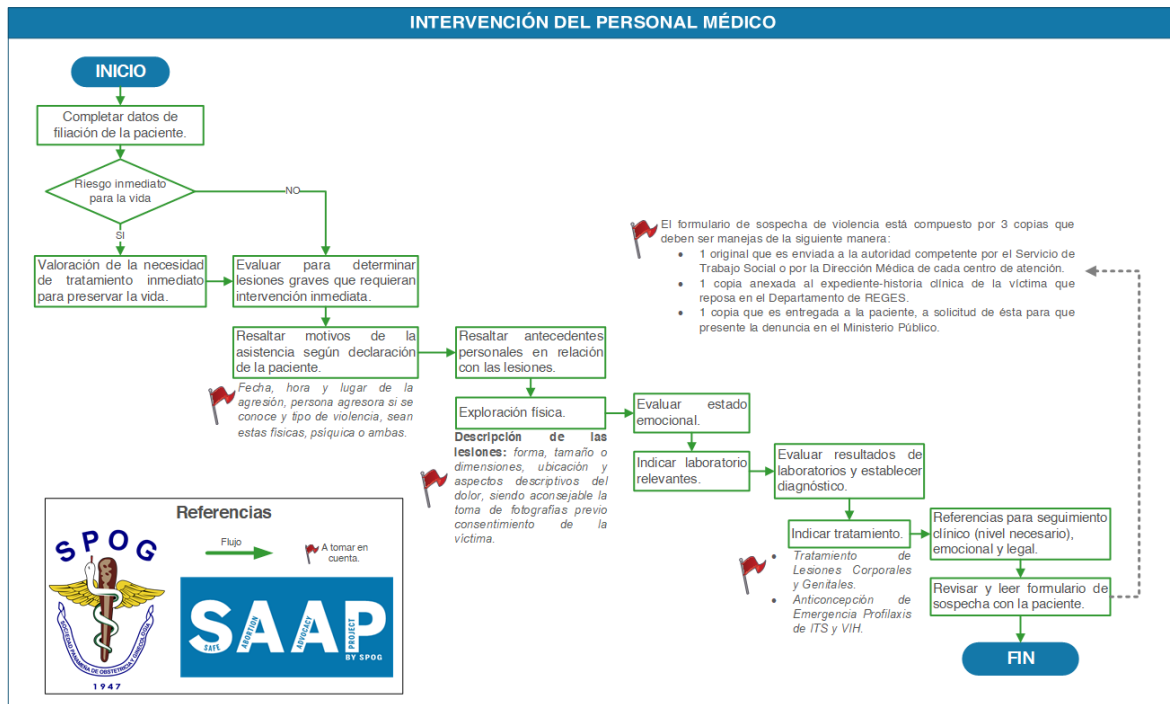 INTERVENCIÓN DEL PERSONAL MÉDICO
INICIO
Completar datos de
filiación de la paciente.
Riesgo inmediato
para la vida
NO
SI
Valoración de la necesidad
de tratamiento inmediato
para preservar la vida.
Evaluar para determinar
lesiones graves que requieran
intervención inmediata.
Resaltar motivos de la
asistencia según declaración
de la paciente.
Fecha, hora y lugar de la
agresión, persona agresora si se
conoce y tipo de violencia, sean
estas físicas, psíquica o ambas.
Resaltar antecedentes
personales en relación
con las lesiones.
Exploración física.
Descripción de las
lesiones: forma, tamaño o
dimensiones, ubicación y
aspectos descriptivos del
dolor, siendo aconsejable la
toma de fotografías previo
consentimiento de la
víctima.
Evaluar estado
emocional.
Indicar laboratorio
relevantes.
Evaluar resultados de
laboratorios y establecer
diagnóstico.
Indicar tratamiento.
• Tratamiento de
Lesiones Corporales
y Genitales.
• Anticoncepción de
Emergencia Profilaxis
de ITS y VIH.
Referencias para seguimiento
clínico (nivel necesario),
emocional y legal.
Revisar y leer formulario de
sospecha con la paciente.
El formulario de sospecha de violencia está compuesto por 3 copias que
deben ser manejas de la siguiente manera:
• 1 original que es enviada a la autoridad competente por el Servicio de
Trabajo Social o por la Dirección Médica de cada centro de atención.
• 1 copia anexada al expediente-historia clínica de la víctima que
reposa en el Departamento de REGES.
• 1 copia que es entregada a la paciente, a solicitud de ésta para que
presente la denuncia en el Ministerio Público.
FIN
Referencias
Flujo
A tomar en
cuenta.
SPOG
SOCIEDAD PANAMEÑA DE OBSTETRICIA Y GINECOLOGÍA
1947
SAAP
SAFE
ABORTION
ADVOCACY
PROJECT
BY SPOG